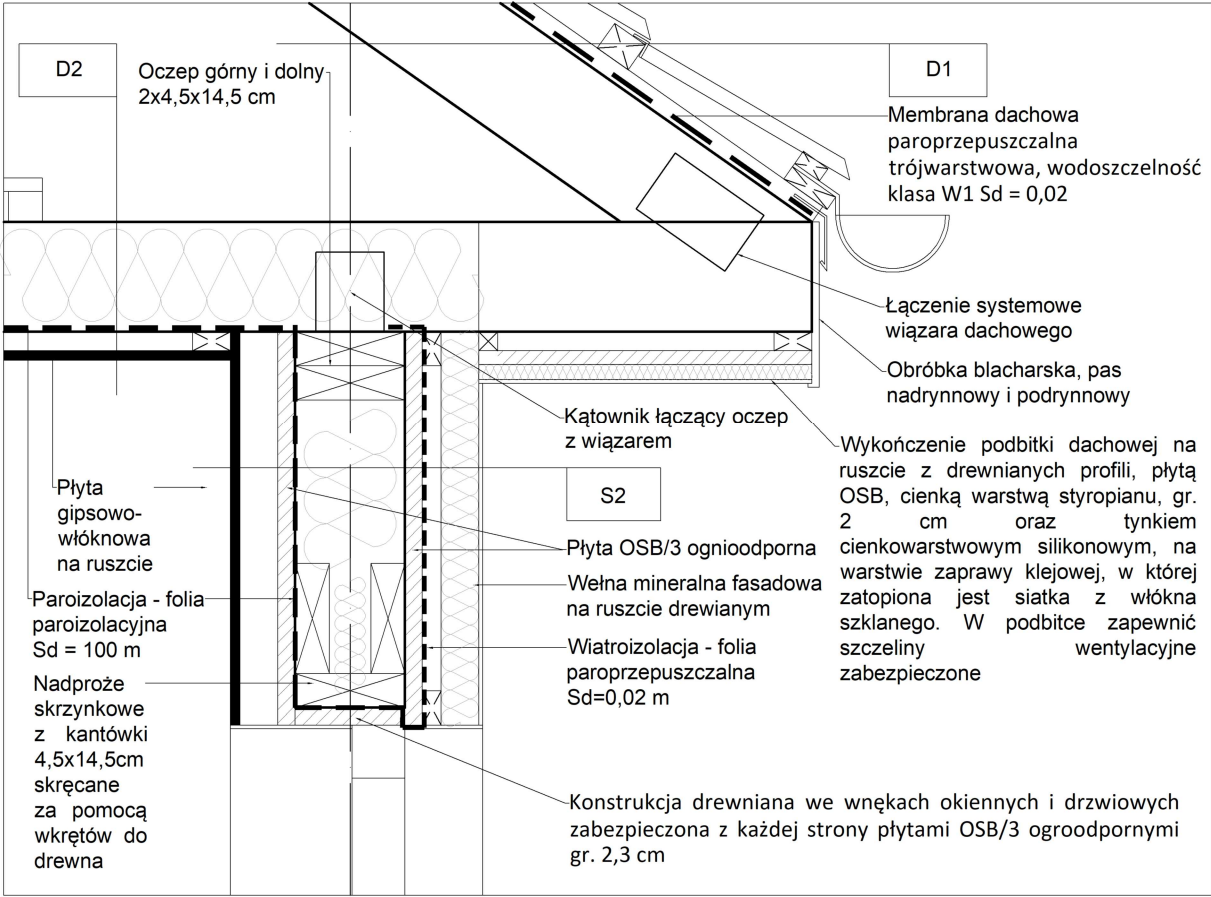 D2
Oczep górny i dolny
2x4,5x14,5 cm
D1
Membrana dachowa
paroprzepuszczalna
trójwarstwowa, wodoszczelność
klasa W1 Sd = 0,02
Łączenie systemowe
wiązara dachowego
Obróbka blacharska, pas
nadrynnowy i podrynnowy
Kątownik łączący oczep
z wiązarem
Wykończenie podbitki dachowej na
ruszcie z drewnianych profili, płytą
OSB, cienką warstwą styropianu, gr.
2 cm oraz tynkiem
cienkowarstwowym silikonowym, na
warstwie zaprawy klejowej, w której
zatopiona jest siatka z włókna
szklanego. W podbitce zapewnić
szczeliny wentylacyjne
zabezpieczone
S2
Płyta
gipsowo-
włóknowa
na ruszcie
Płyta OSB/3 ognioodporna
Wełna mineralna fasadowa
na ruszcie drewianym
Paroizolacja - folia
paroizolacyjna
Sd = 100 m
Wiatroizolacja - folia
paroprzepuszczalna
Sd=0,02 m
Nadproże
skrzynkowe
z kantówki
4,5x14,5cm
skręcane
za pomocą
wkrętów do
drewna
Konstrukcja drewniana we wnękach okiennych i drzwiowych
zabezpieczona z każdej strony płytami OSB/3 ogroodpornymi
gr. 2,3 cm